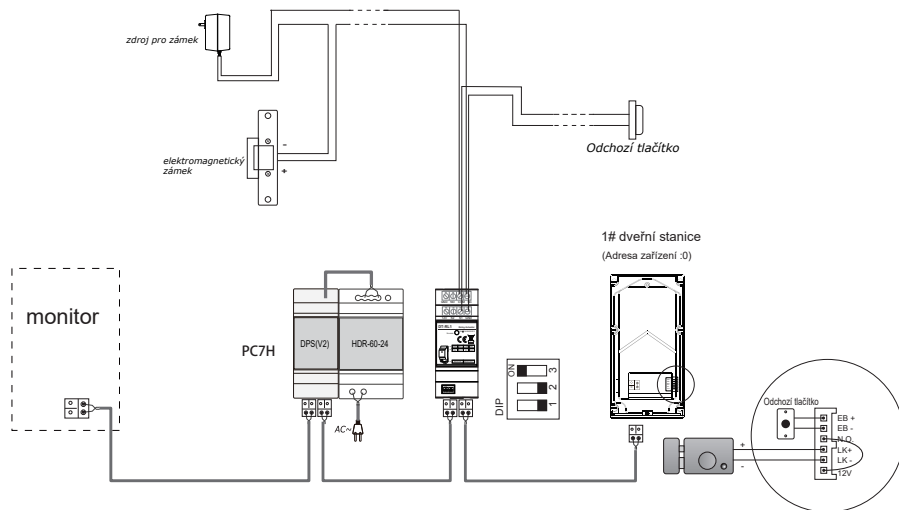 zdroj pro zámek
elektromagnetický
zámek
-
+
Odchozí tlačítko
1# dveřní stanice
(Adresa zařízení :0)
monitor
PC7H
DPS(V2)
HDR-60-24
AC~
DIP
ON
3
2
1
Odchozí tlačítko
EB +
EB -
N.O.
LK+
LK -
12V
+
-